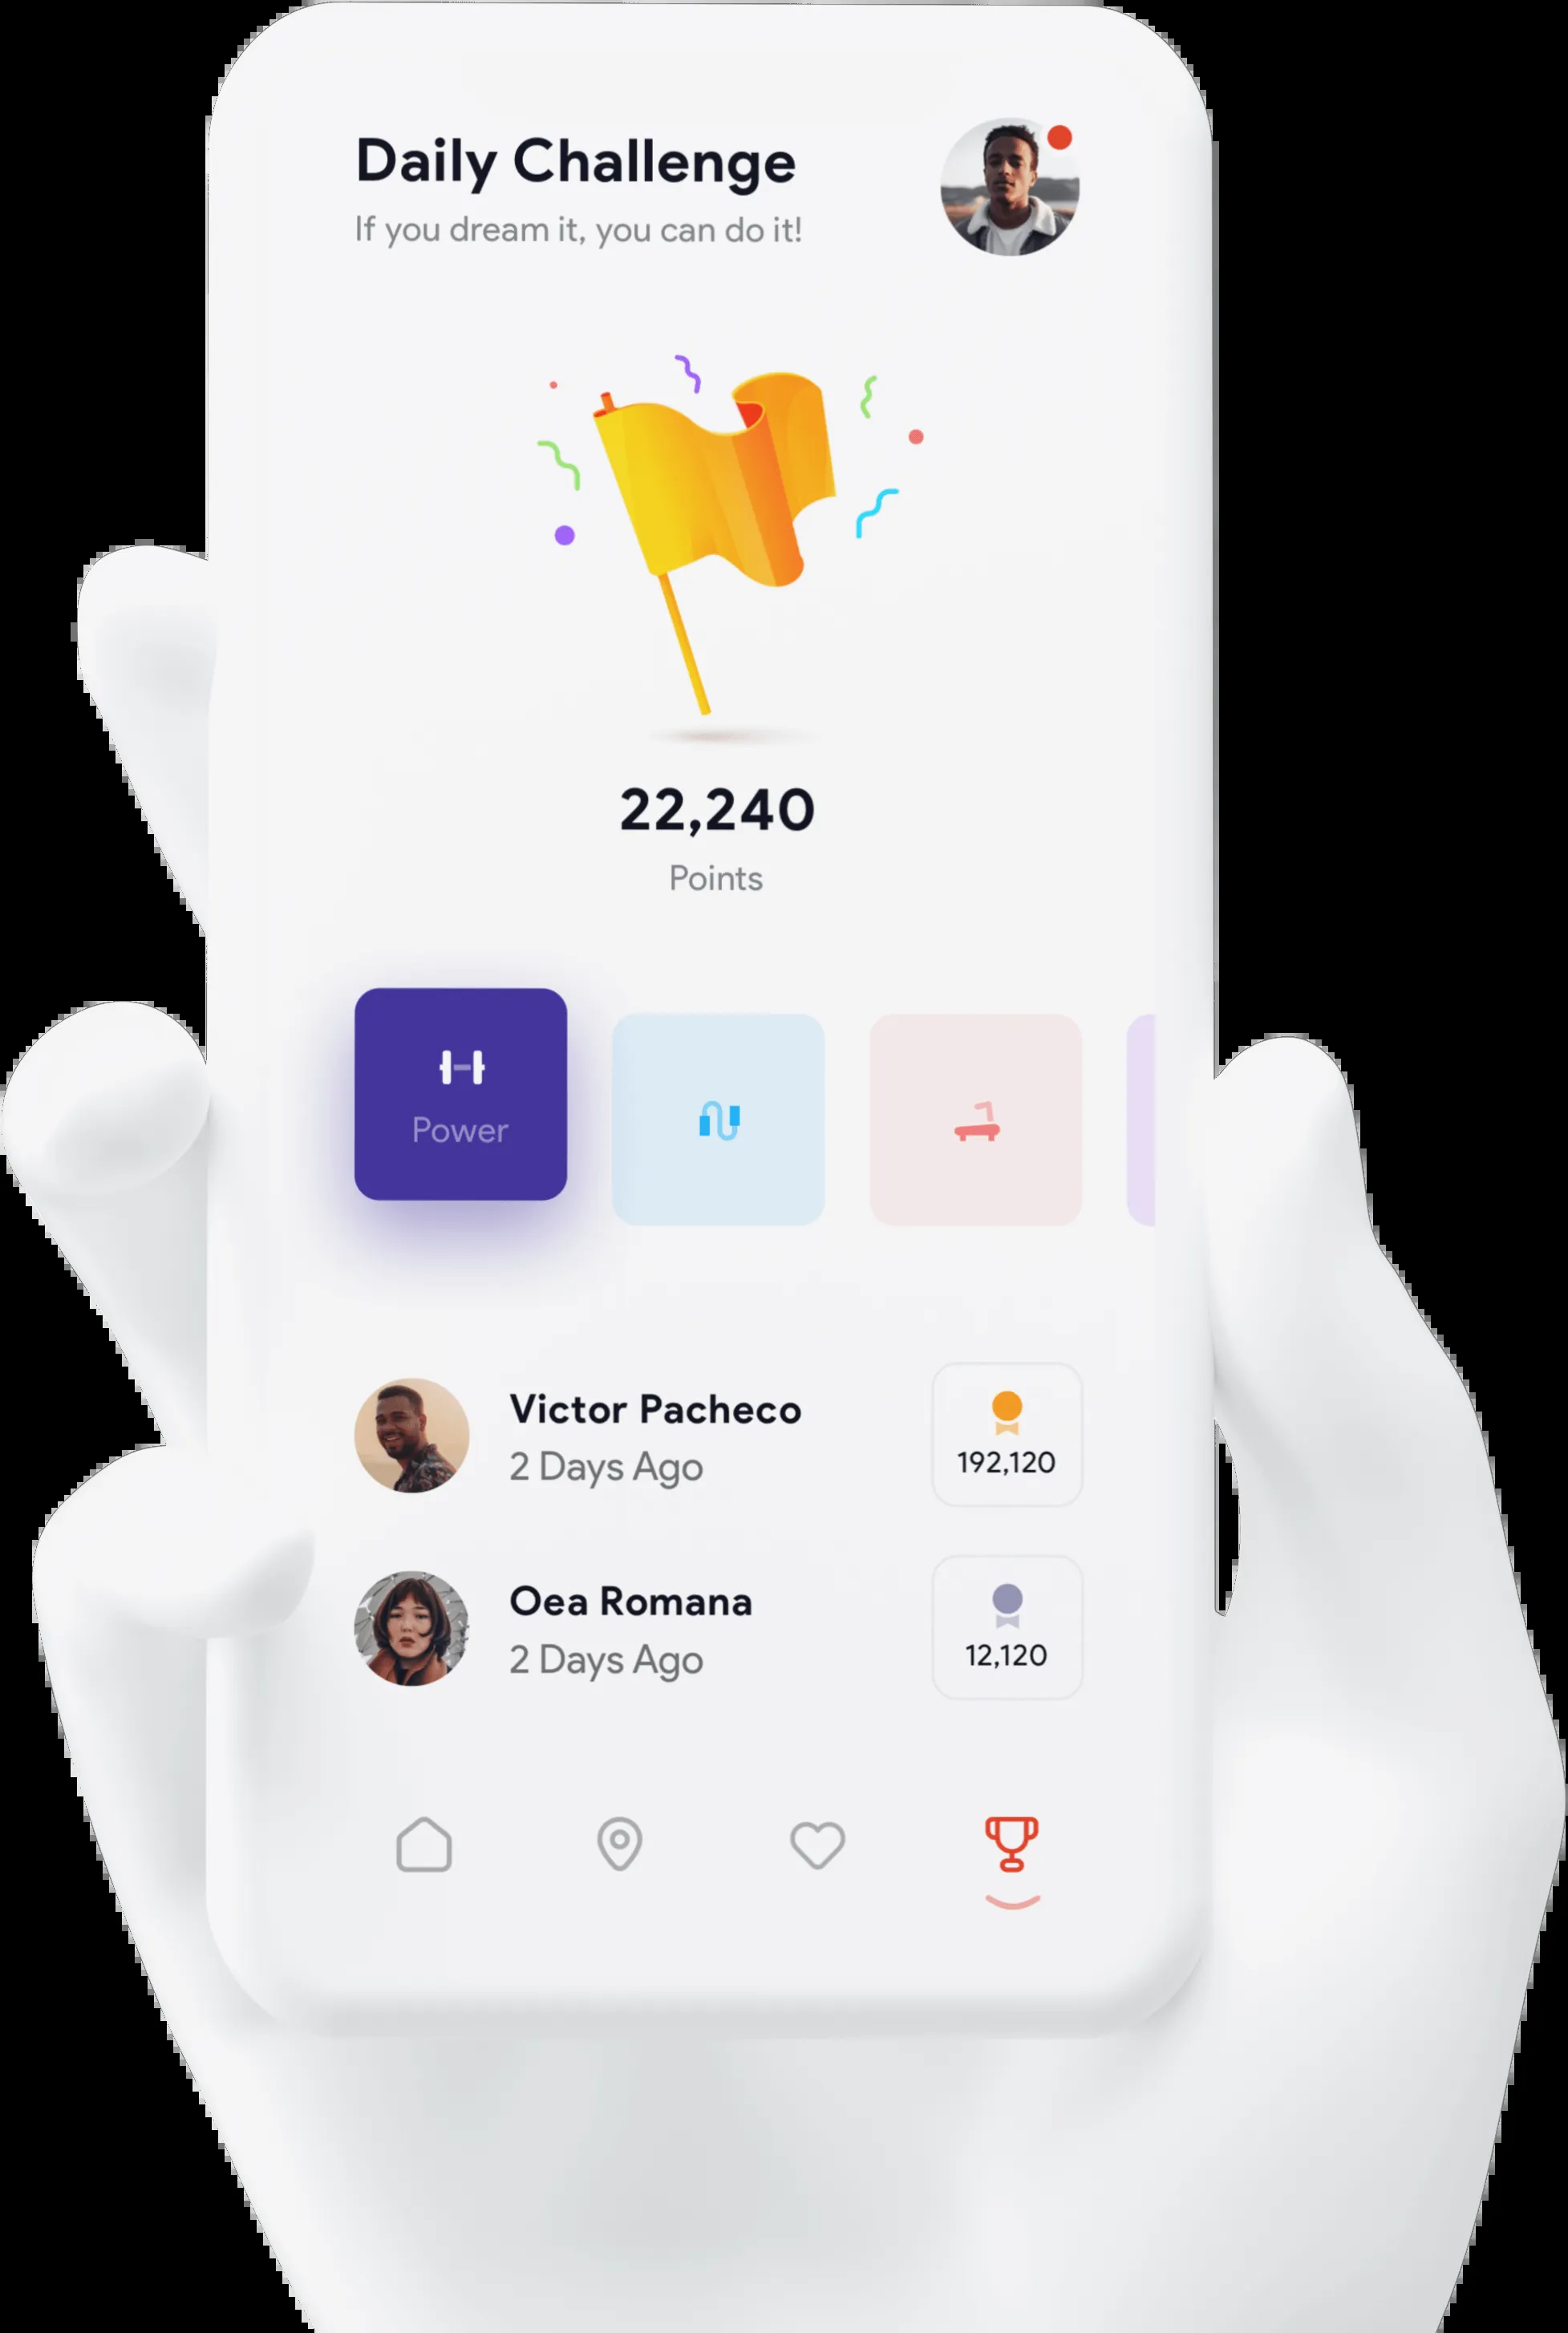 Daily Challenge
If you dream it, you can do it!
22,240
Points
Power
Victor Pacheco
2 Days Ago
192,120
Oea Romana
2 Days Ago
12,120